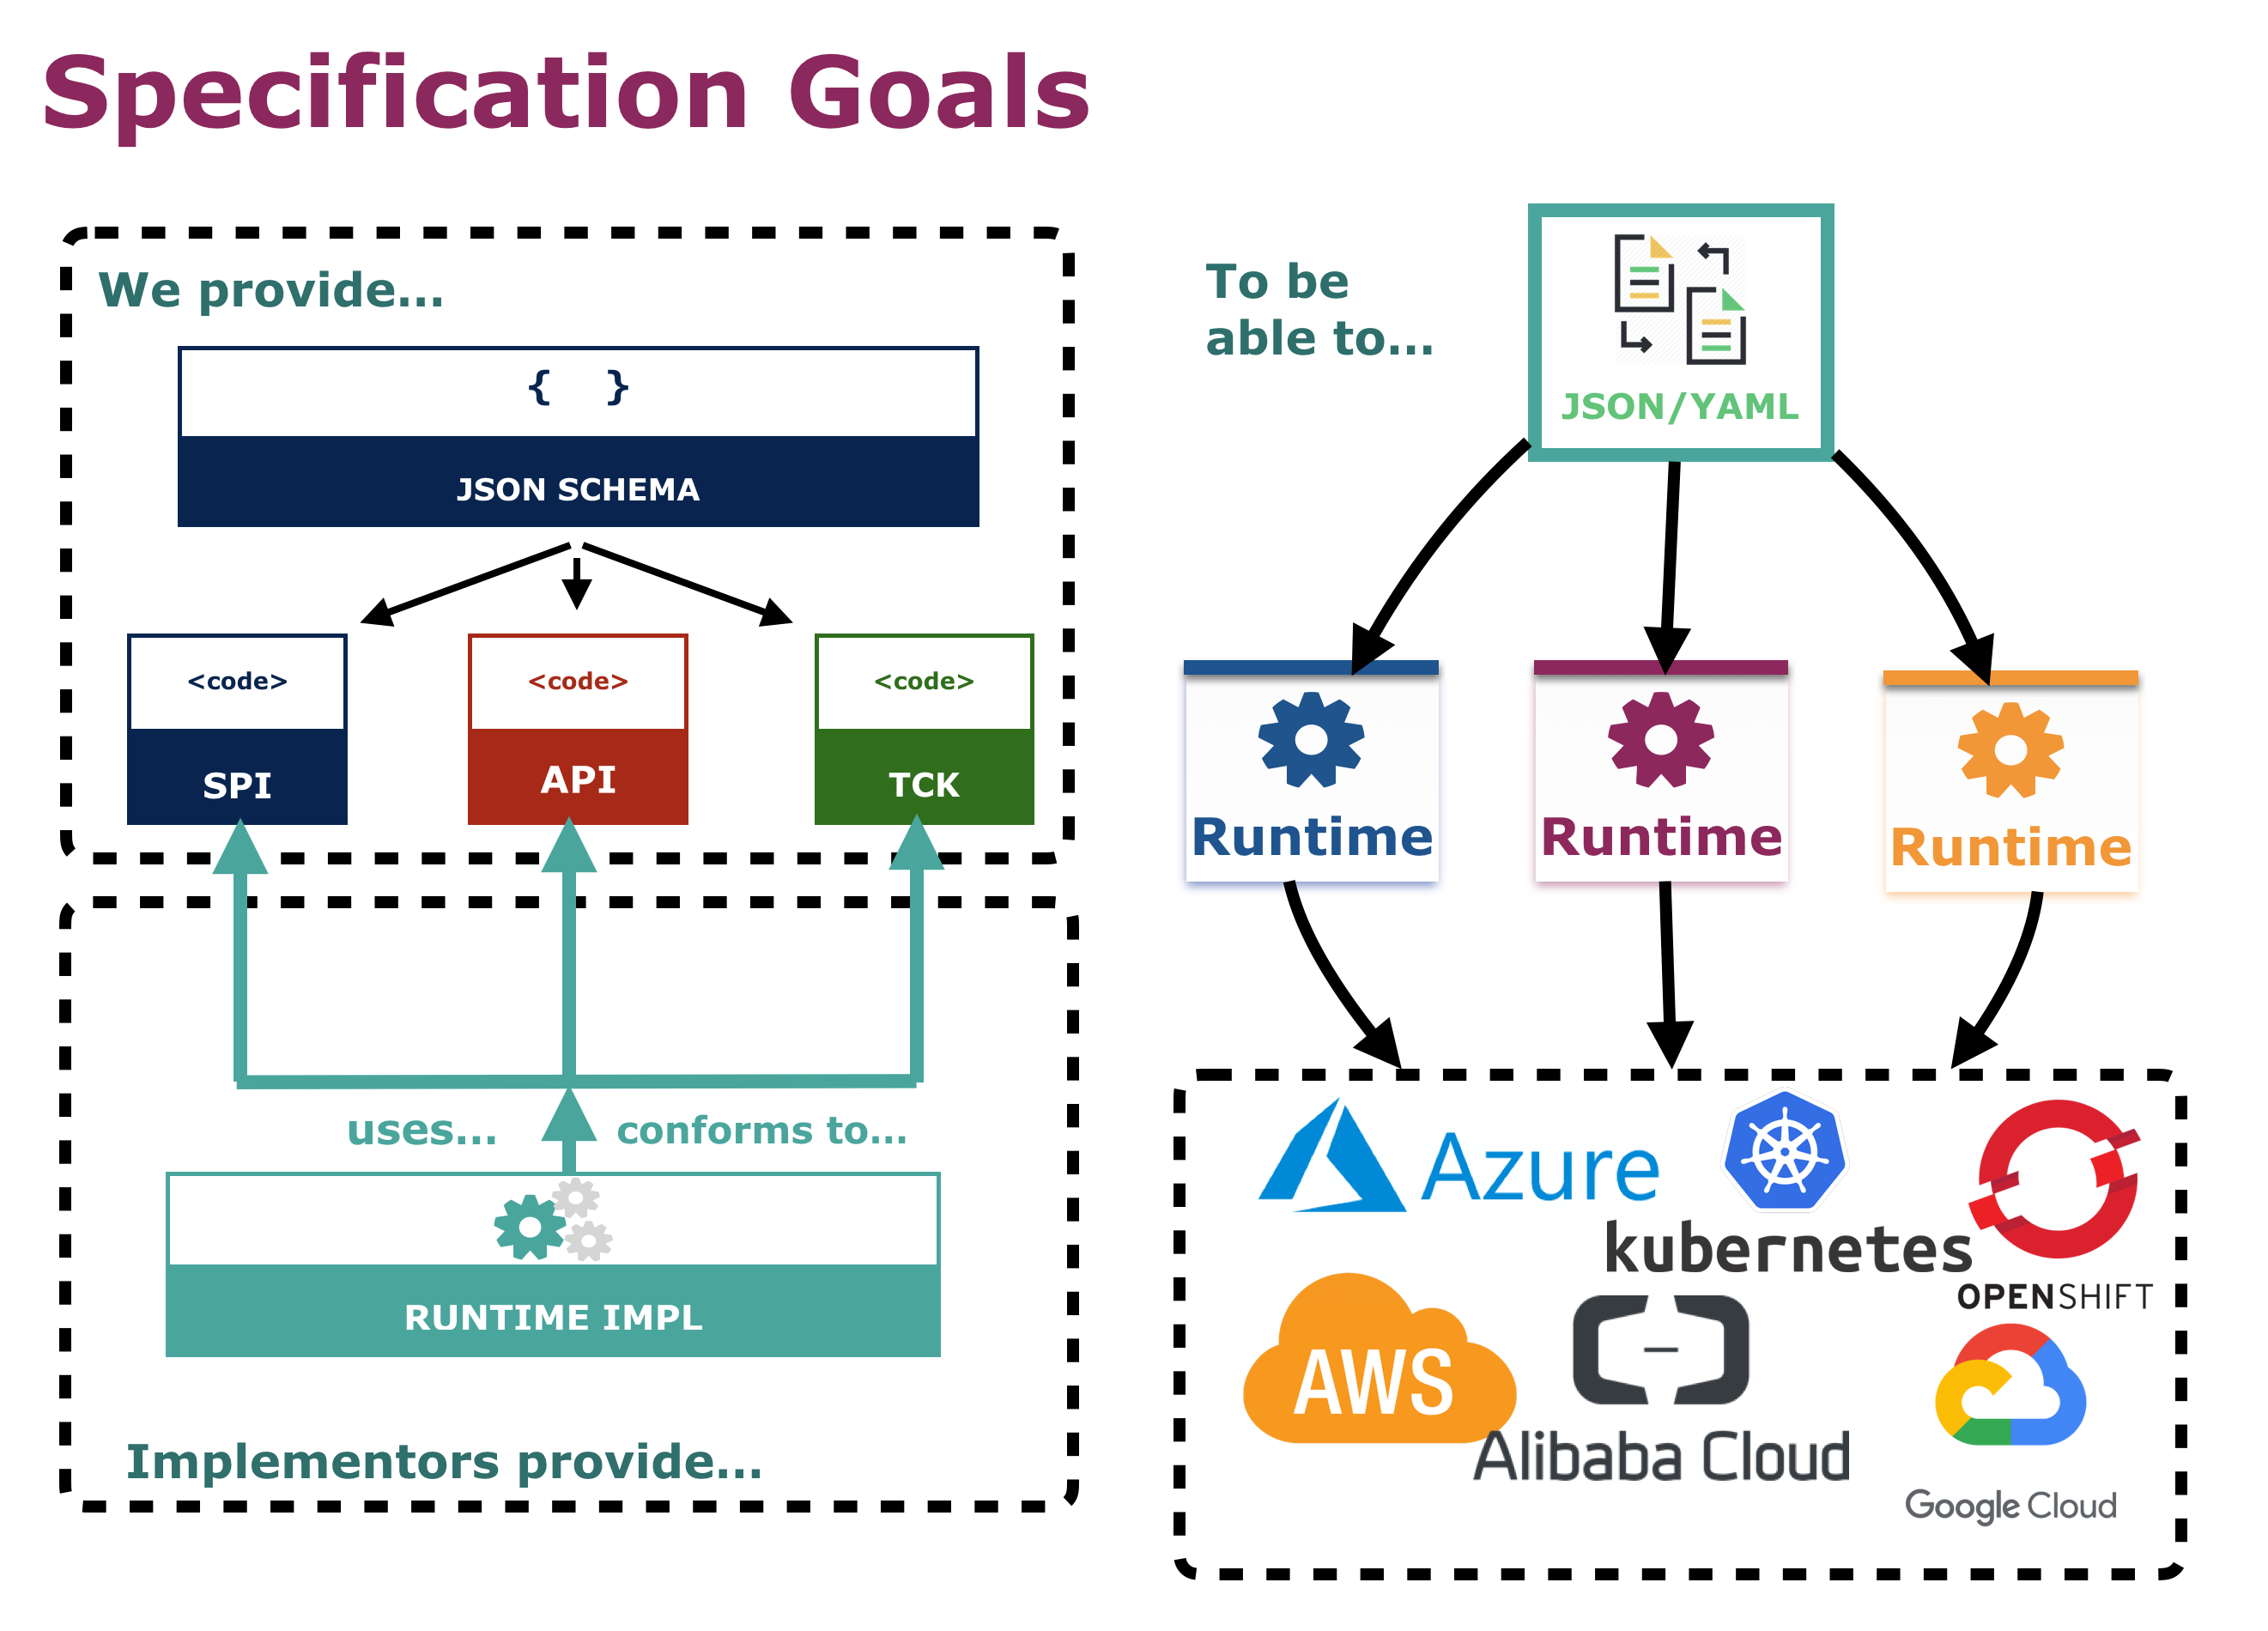 Specification Goals
We provide...
{ }
JSON SCHEMA
<code>
<code>
<code>
SPI
API
TCK
uses...
conforms to...
RUNTIME IMPL
Implementors provide...
To be
able to...
JSON/YAML
Runtime
Runtime
Runtime
Azure
kubernetes
OPENSHIFT
AWS
Alibaba Cloud
Google Cloud